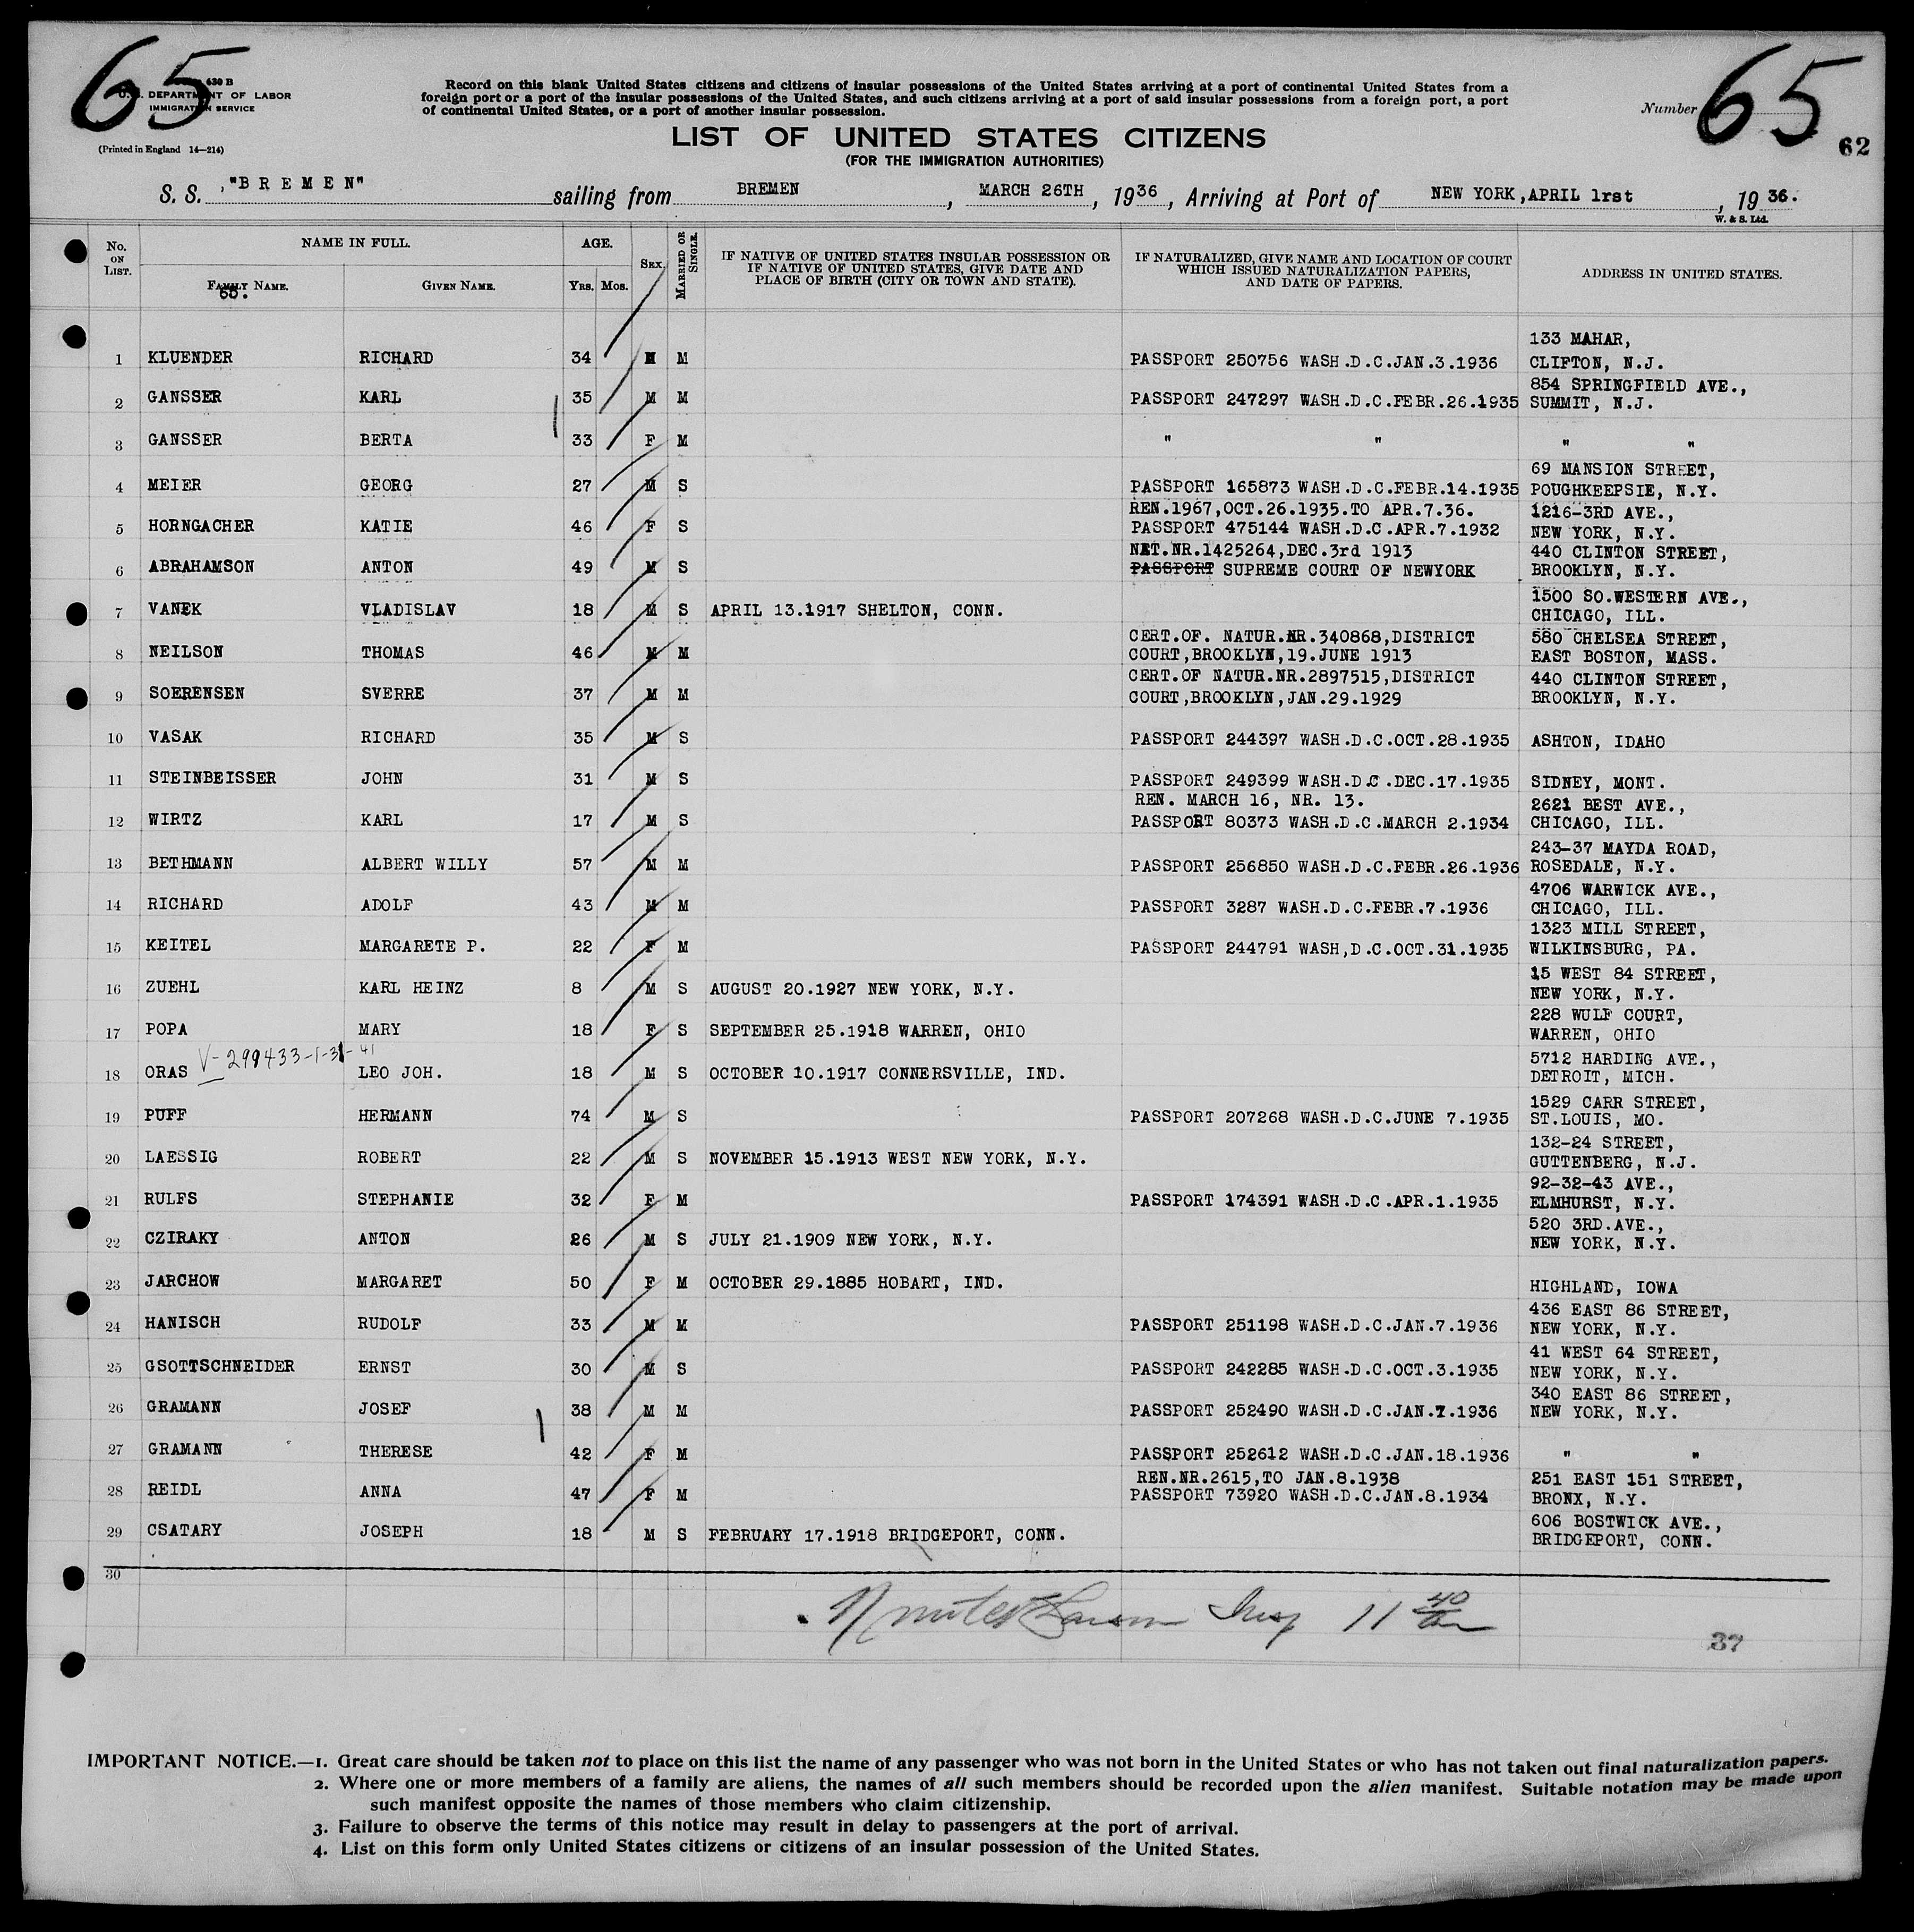 65
630 B
U.S. DEPARTMENT OF LABOR
IMMIGRATION SERVICE
(Printed in England 14—214)
Record on this blank United States citizens and citizens of insular possessions of the United States arriving at a port of continental United States from a
foreign port or a port of the insular possessions of the United States, and such citizens arriving at a port of said insular possessions from a foreign port, a port
of continental United States, or a port of another insular possession.
Number 65
62
LIST OF UNITED STATES CITIZENS
(FOR THE IMMIGRATION AUTHORITIES)
S. S. "BREMEN" sailing from BREMEN, MARCH 26TH, 1936, Arriving at Port of NEW YORK, APRIL 1rst, 19 36.
W. & S. Ltd.
No. ON LIST. NAME IN FULL. AGE. SEX. MARRIED OR SINGLE. IF NATIVE OF UNITED STATES INSULAR POSSESSION OR IF NATIVE OF UNITED STATES, GIVE DATE AND PLACE OF BIRTH (CITY OR TOWN AND STATE). IF NATURALIZED, GIVE NAME AND LOCATION OF COURT WHICH ISSUED NATURALIZATION PAPERS, AND DATE OF PAPERS. ADDRESS IN UNITED STATES.
FAMILY NAME. GIVEN NAME. YRS. MOS.
65.
133 MAHAR,
1 KLUENDER RICHARD 34 M M PASSPORT 250756 WASH.D.C.JAN.3.1936 CLIFTON, N.J.
854 SPRINGFIELD AVE.,
2 GANSSER KARL 35 M M PASSPORT 247297 WASH.D.C.FEBR.26.1935 SUMMIT, N.J.
3 GANSSER BERTA 33 F M " " " "
69 MANSION STREET,
4 MEIER GEORG 27 M S PASSPORT 165873 WASH.D.C.FEBR.14.1935 POUGHKEEPSIE, N.Y.
REN.1967,OCT.26.1935.TO APR.7.36. 1216-3RD AVE.,
5 HORNGACHER KATIE 46 F S PASSPORT 475144 WASH.D.C.APR.7.1932 NEW YORK, N.Y.
NAT.NR.1425264,DEC.3rd 1913 440 CLINTON STREET,
6 ABRAHAMSON ANTON 49 M S PASSPORT SUPREME COURT OF NEWYORK BROOKLYN, N.Y.
1500 SO.WESTERN AVE.,
7 VANEK VLADISLAV 18 M S APRIL 13.1917 SHELTON, CONN. CHICAGO, ILL.
CERT.OF. NATUR.NR.340868,DISTRICT 580 CHELSEA STREET,
8 NEILSON THOMAS 46 M M COURT,BROOKLYN,19.JUNE 1913 EAST BOSTON, MASS.
CERT.OF NATUR.NR.2897515,DISTRICT 440 CLINTON STREET,
9 SOERENSEN SVERRE 37 M M COURT,BROOKLYN,JAN.29.1929 BROOKLYN, N.Y.
10 VASAK RICHARD 35 M S PASSPORT 244397 WASH.D.C.OCT.28.1935 ASHTON, IDAHO
11 STEINBEISSER JOHN 31 M S PASSPORT 249399 WASH.D.C.DEC.17.1935 SIDNEY, MONT.
REN. MARCH 16, NR. 13. 2621 BEST AVE.,
12 WIRTZ KARL 17 M S PASSPORT 80373 WASH.D.C.MARCH 2.1934 CHICAGO, ILL.
243-37 MAYDA ROAD,
13 BETHMANN ALBERT WILLY 57 M M PASSPORT 256850 WASH.D.C.FEBR.26.1936 ROSEDALE, N.Y.
4706 WARWICK AVE.,
14 RICHARD ADOLF 43 M M PASSPORT 3287 WASH.D.C.FEBR.7.1936 CHICAGO, ILL.
1323 MILL STREET,
15 KEITEL MARGARETE P. 22 F M PASSPORT 244791 WASH,D.C.OCT.31.1935 WILKINSBURG, PA.
15 WEST 84 STREET,
16 ZUEHL KARL HEINZ 8 M S AUGUST 20.1927 NEW YORK, N.Y. NEW YORK, N.Y.
228 WULF COURT,
17 POPA MARY 18 F S SEPTEMBER 25.1918 WARREN, OHIO WARREN, OHIO
V-299433-1-31-41
5712 HARDING AVE.,
18 ORAS LEO JOH. 18 M S OCTOBER 10.1917 CONNERSVILLE, IND. DETROIT, MICH.
1529 CARR STREET,
19 PUFF HERMANN 74 M S PASSPORT 207268 WASH.D.C.JUNE 7.1935 ST.LOUIS, MO.
132-24 STREET,
20 LAESSIG ROBERT 22 M S NOVEMBER 15.1913 WEST NEW YORK, N.Y. GUTTENBERG, N.J.
92-32-43 AVE.,
21 RULFS STEPHANIE 32 F M PASSPORT 174391 WASH.D.C.APR.1.1935 ELMHURST, N.Y.
520 3RD.AVE.,
22 CZIRAKY ANTON 26 M S JULY 21.1909 NEW YORK, N.Y. NEW YORK, N.Y.
23 JARCHOW MARGARET 50 F M OCTOBER 29.1885 HOBART, IND. HIGHLAND, IOWA
436 EAST 86 STREET,
24 HANISCH RUDOLF 33 M M PASSPORT 251198 WASH.D.C.JAN.7.1936 NEW YORK, N.Y.
41 WEST 64 STREET,
25 GSOTTSCHNEIDER ERNST 30 M S PASSPORT 242285 WASH.D.C.OCT.3.1935 NEW YORK, N.Y.
340 EAST 86 STREET,
26 GRAMANN JOSEF 38 M M PASSPORT 252490 WASH.D.C.JAN.7.1936 NEW YORK, N.Y.
27 GRAMANN THERESE 42 F M PASSPORT 252612 WASH.D.C.JAN.18.1936 " "
REN.NR.2615,TO JAN.8.1938 251 EAST 151 STREET,
28 REIDL ANNA 47 F M PASSPORT 73920 WASH.D.C.JAN.8.1934 BRONX, N.Y.
606 BOSTWICK AVE.,
29 CSATARY JOSEPH 18 M S FEBRUARY 17.1918 BRIDGEPORT, CONN. BRIDGEPORT, CONN.
30
Insp 11 40
37
IMPORTANT NOTICE.—1. Great care should be taken not to place on this list the name of any passenger who was not born in the United States or who has not taken out final naturalization papers.
2. Where one or more members of a family are aliens, the names of all such members should be recorded upon the alien manifest. Suitable notation may be made upon
such manifest opposite the names of those members who claim citizenship.
3. Failure to observe the terms of this notice may result in delay to passengers at the port of arrival.
4. List on this form only United States citizens or citizens of an insular possession of the United States.